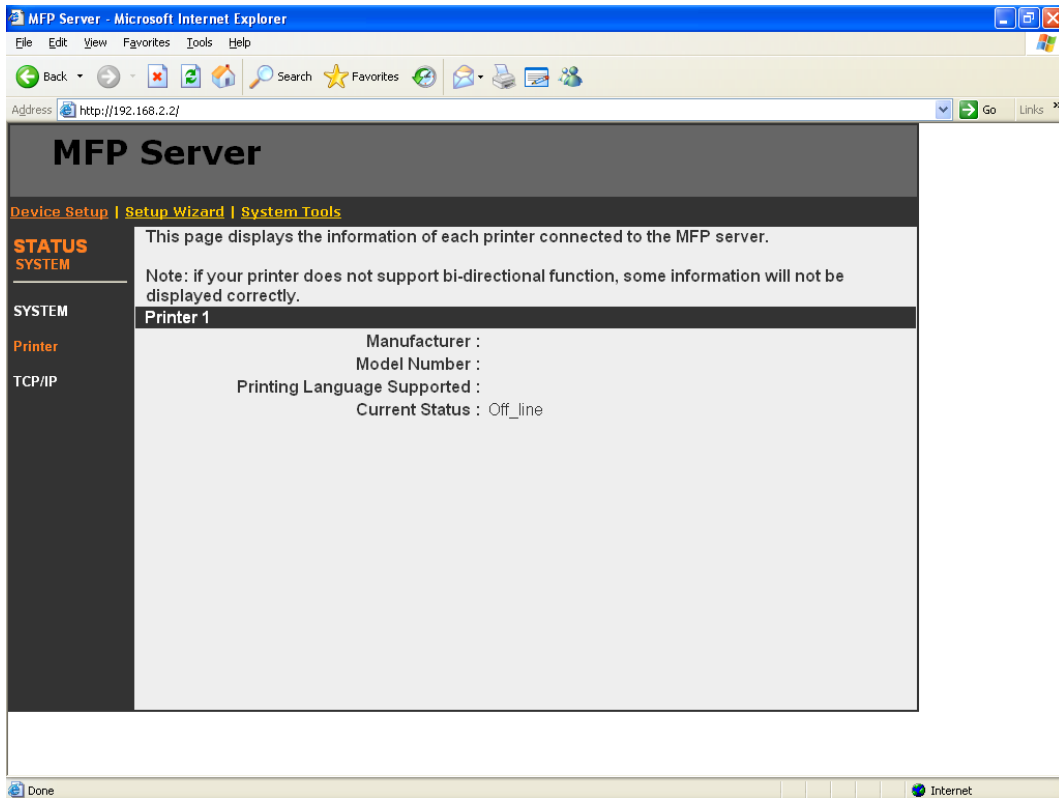 MFP Server - Microsoft Internet Explorer
File Edit View Favorites Tools Help
Back Search Favorites
Address http://192.168.2.2/ Go Links »
MFP Server
Device Setup | Setup Wizard | System Tools
STATUS
SYSTEM
SYSTEM
Printer
TCP/IP
This page displays the information of each printer connected to the MFP server.
Note: if your printer does not support bi-directional function, some information will not be
displayed correctly.
Printer 1
Manufacturer :
Model Number :
Printing Language Supported :
Current Status : Off_line
Done Internet